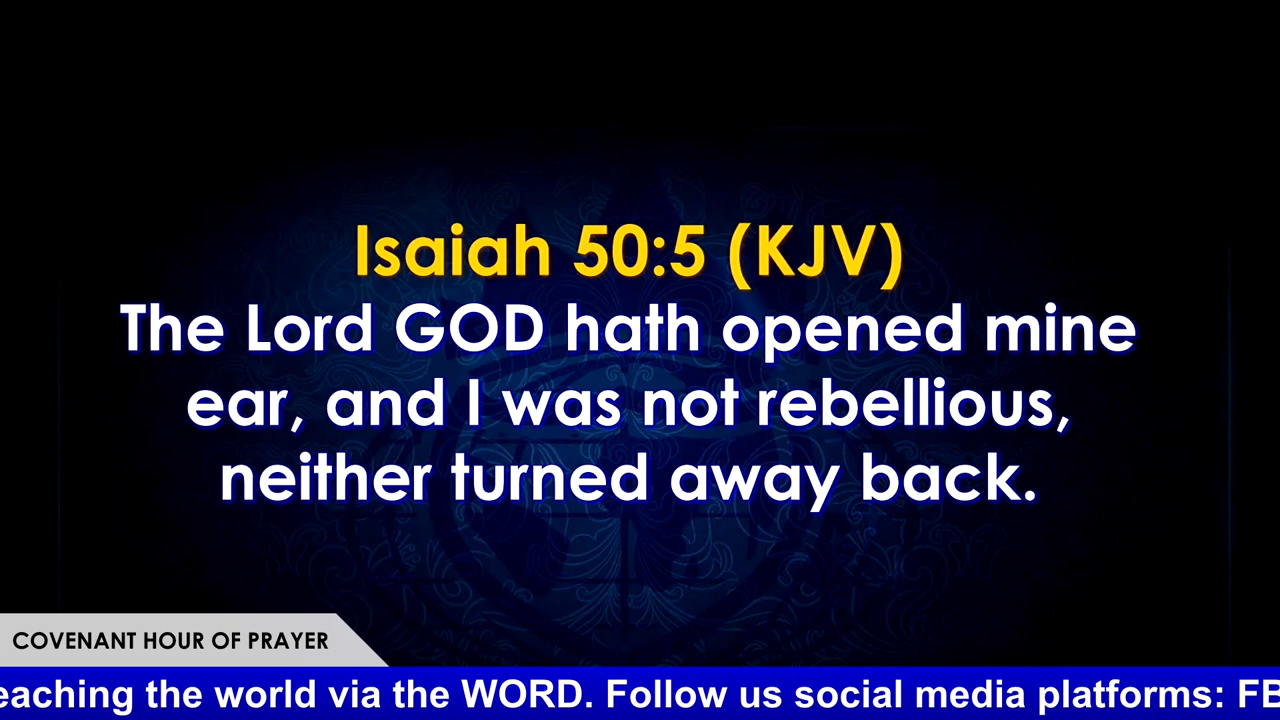 Isaiah 50:5 (KJV)
The Lord GOD hath opened mine
ear, and I was not rebellious,
neither turned away back.
COVENANT HOUR OF PRAYER
eaching the world via the WORD. Follow us social media platforms: FB